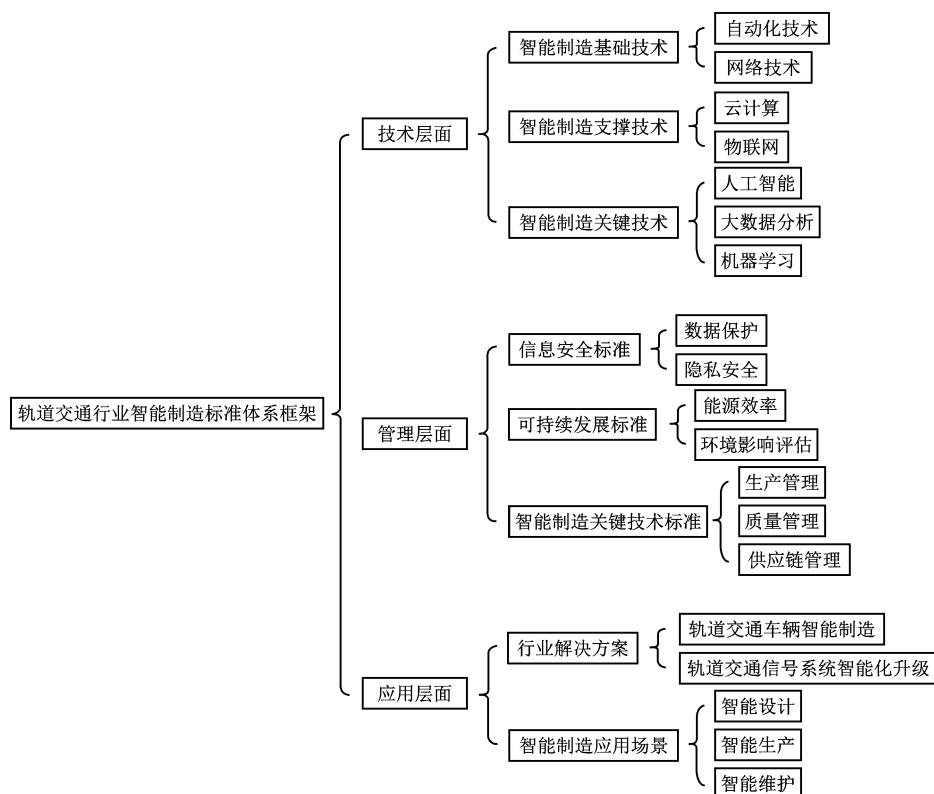 轨道交通行业智能制造标准体系框架
技术层面
智能制造基础技术
自动化技术
网络技术
智能制造支撑技术
云计算
物联网
智能制造关键技术
人工智能
大数据分析
机器学习
管理层面
信息安全标准
数据保护
隐私安全
可持续发展标准
能源效率
环境影响评估
智能制造关键技术标准
生产管理
质量管理
供应链管理
应用层面
行业解决方案
轨道交通车辆智能制造
轨道交通信号系统智能化升级
智能制造应用场景
智能设计
智能生产
智能维护